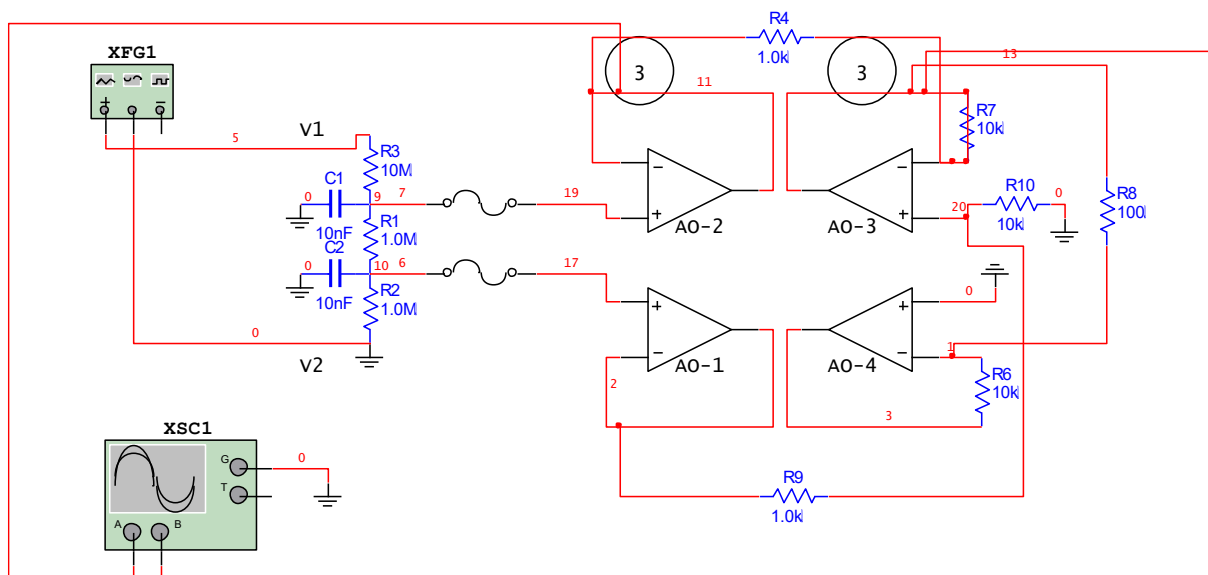 R4
1.0k
XFG1
3
3
13
11
+
−
V1
5
R3
10M
R7
10k
C1
0
9
7
19
−
+
−
+
20
R10
10k
0
R8
100
10nF
R1
1.0M
AO-2
AO-3
C2
0
10
6
17
10nF
R2
1.0M
0
+
−
+
−
0
V2
AO-1
AO-4
1
2
R6
10k
3
XSC1
G
T
0
A
B
R9
1.0k